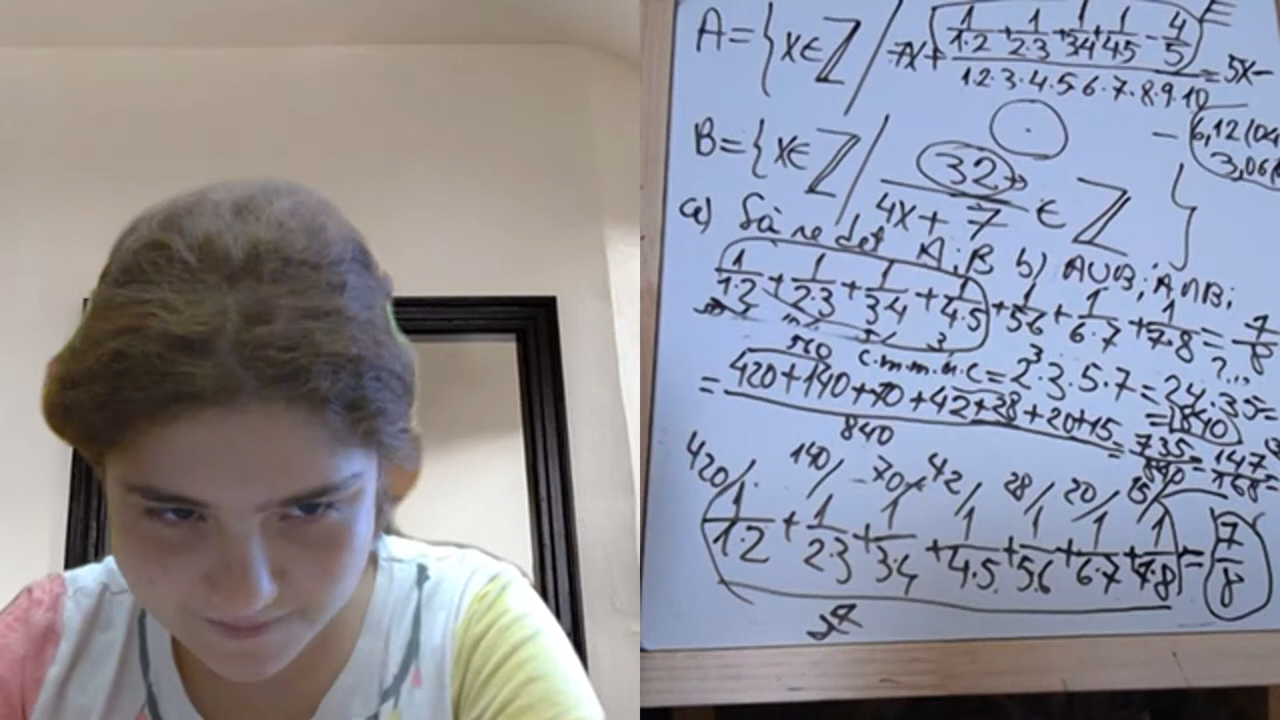 A = { x ∈ Z / 7x + (1/(1·2) + 1/(2·3) + 1/(3·4) + 1/(4·5) - 4/5) / (1·2·3·4·5·6·7·8·9·10) = 5x -
- 6,12(04
3,06(
B = { x ∈ Z / 32/(4x + 7) ∈ Z }
a) Să se det A; B b) A∪B; A∩B;
1/(1·2) + 1/(2·3) + 1/(3·4) + 1/(4·5) + 1/(5·6) + 1/(6·7) + 1/(7·8) = 7/8
c.m.m.m.c = 2³·3·5·7 = 24·35 =
= 840
= (420 + 140 + 70 + 42 + 28 + 20 + 15)/840 = 735/840 = 147/168 =
420/ 140/ 70/ 42/ 28/ 20/ 15/
1/(1·2) + 1/(2·3) + 1/(3·4) + 1/(4·5) + 1/(5·6) + 1/(6·7) + 1/(7·8) = 7/8